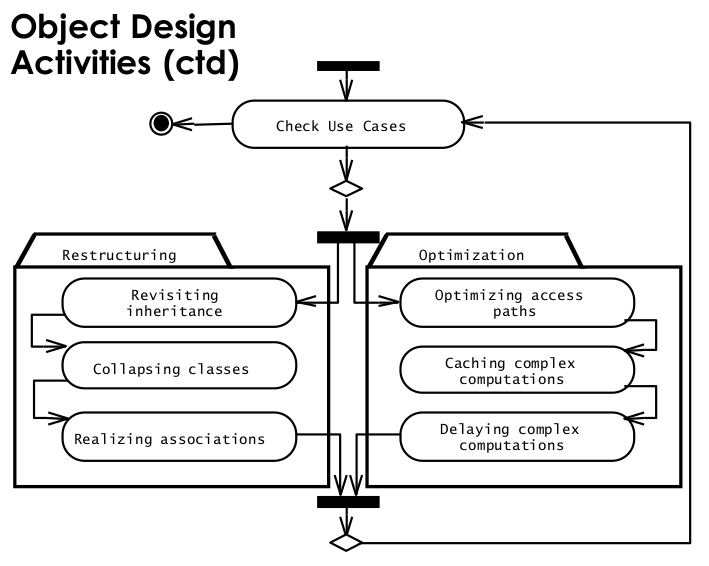 Object Design
Activities (ctd)
Check Use Cases
Restructuring
Revisiting
inheritance
Collapsing classes
Realizing associations
Optimization
Optimizing access
paths
Caching complex
computations
Delaying complex
computations